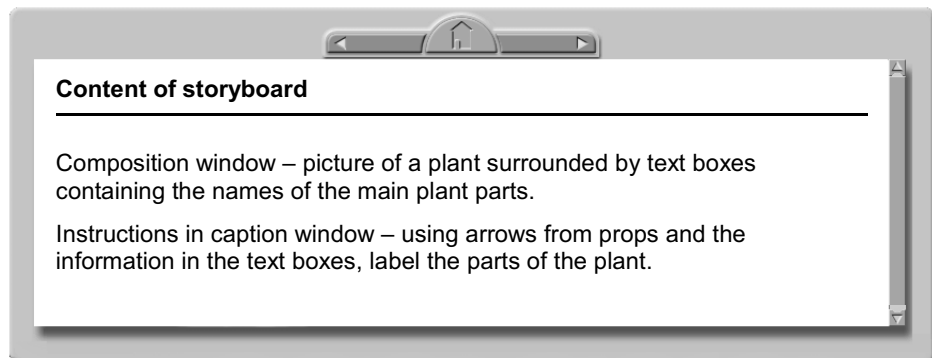 Content of storyboard
Composition window – picture of a plant surrounded by text boxes
containing the names of the main plant parts.
Instructions in caption window – using arrows from props and the
information in the text boxes, label the parts of the plant.